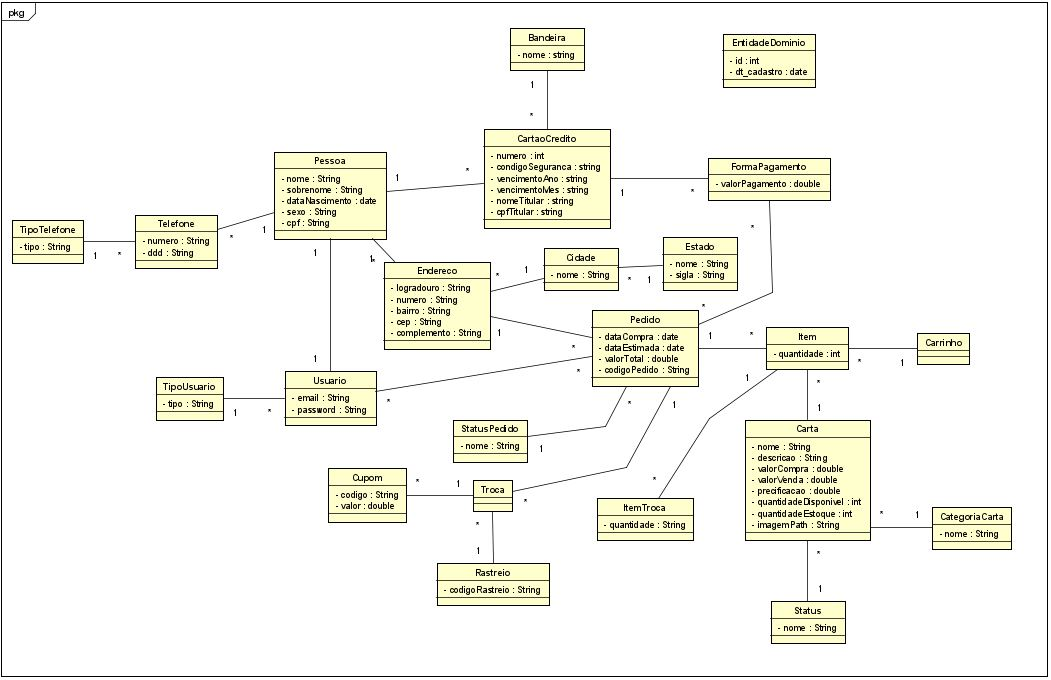 pkg
Bandeira
- nome : string
1
*
EntidadeDominio
- id : int
- dt_cadastro : date
CartaoCredito
- numero : int
- condigoSeguranca : string
- vencimentoAno : string
- vencimentoMes : string
- nomeTitular : string
- cpfTitular : string
1
*
1
*
FormaPagamento
- valorPagamento : double
*
*
Pessoa
- nome : String
- sobrenome : String
- dataNascimento : date
- sexo : String
- cpf : String
TipoTelefone
- tipo : String
1
*
Telefone
- numero : String
- ddd : String
*
1
1
1
1
*
Endereco
- logradouro : String
- numero : String
- bairro : String
- cep : String
- complemento : String
*
1
Cidade
- nome : String
*
1
Estado
- nome : String
- sigla : String
1
*
Pedido
- dataCompra : date
- dataEstimada : date
- valorTotal : double
- codigoPedido : String
1
*
Item
- quantidade : int
*
1
Carrinho
TipoUsuario
- tipo : String
1
*
Usuario
- email : String
- password : String
*
*
StatusPedido
- nome : String
1
*
1
*
Cupom
- codigo : String
- valor : double
*
1
Troca
*
1
Rastreio
- codigoRastreio : String
1
*
ItemTroca
- quantidade : String
*
1
Carta
- nome : String
- descricao : String
- valorCompra : double
- valorVenda : double
- precificacao : double
- quantidadeDisponivel : int
- quantidadeEstoque : int
- imagemPath : String
*
1
CategoriaCarta
- nome : String
*
1
Status
- nome : String